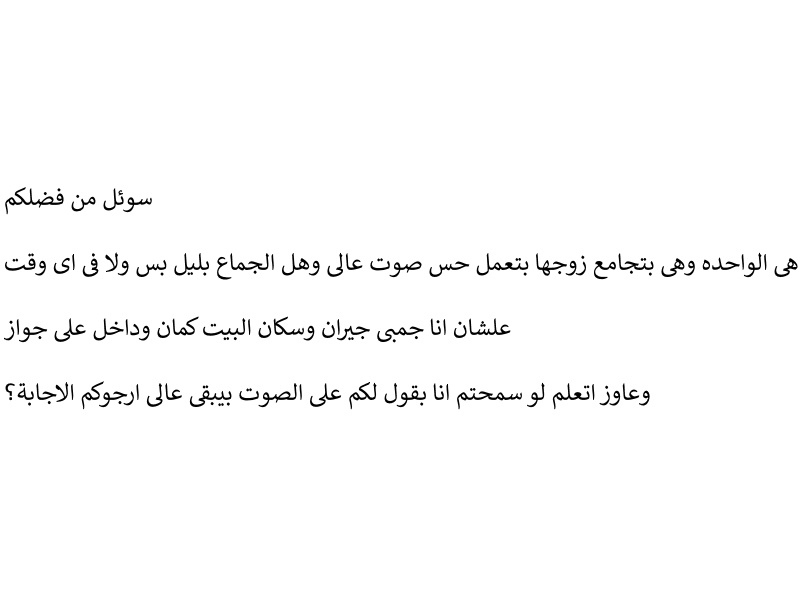 سوئل من فضلكم
هى الواحده وهى بتجامع زوجها بتعمل حس صوت عالى وهل الجماع بليل بس ولا فى اى وقت
علشان انا جمبى جيران وسكان البيت كمان وداخل على جواز
وعاوز اتعلم لو سمحتم انا بقول لكم على الصوت بيبقى عالى ارجوكم الاجابة؟